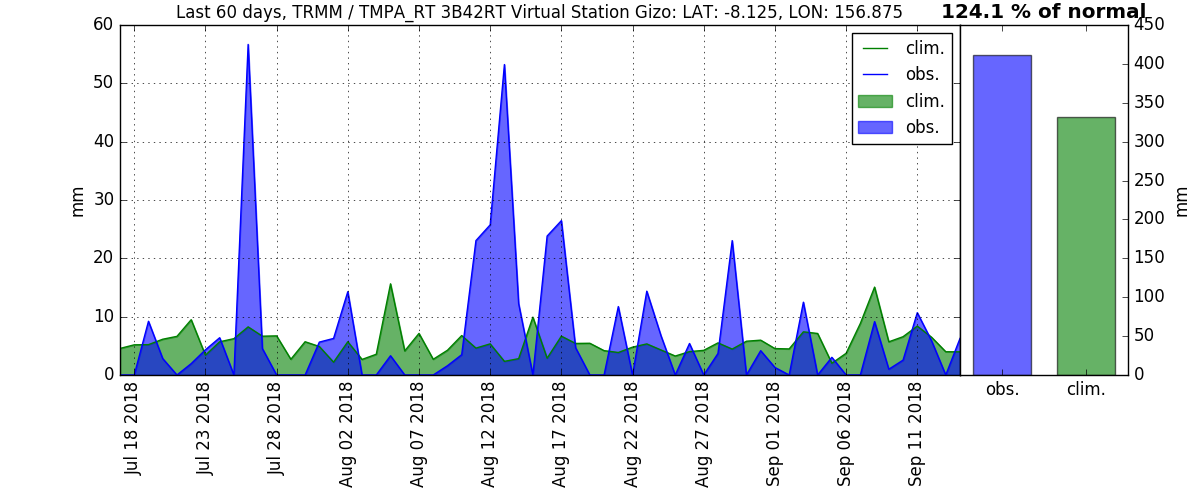 Last 60 days, TRMM / TMPA_RT 3B42RT Virtual Station Gizo: LAT: -8.125, LON: 156.875
124.1 % of normal
mm
60
50
40
30
20
10
0
clim.
obs.
clim.
obs.
Jul 18 2018
Jul 23 2018
Jul 28 2018
Aug 02 2018
Aug 07 2018
Aug 12 2018
Aug 17 2018
Aug 22 2018
Aug 27 2018
Sep 01 2018
Sep 06 2018
Sep 11 2018
450
400
350
300
250
200
150
100
50
0
mm
obs.
clim.